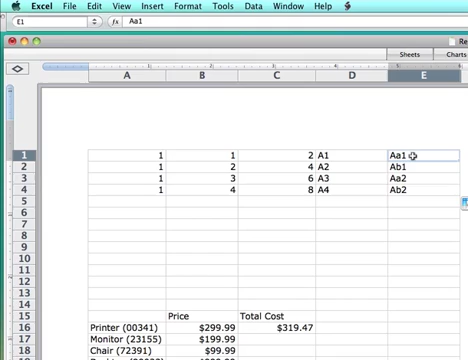 Excel File Edit View Insert Format Tools Data Window Help
E1 fx Aa1
Re
Sheets Charts
A B C D E
1 1 1 2 A1 Aa1
2 1 2 4 A2 Ab1
3 1 3 6 A3 Aa2
4 1 4 8 A4 Ab2
5
6
7
8
9
10
11
12
13
14
15 Price Total Cost
16 Printer (00341) $299.99 $319.47
17 Monitor (23155) $199.99
18 Chair (72391) $99.99